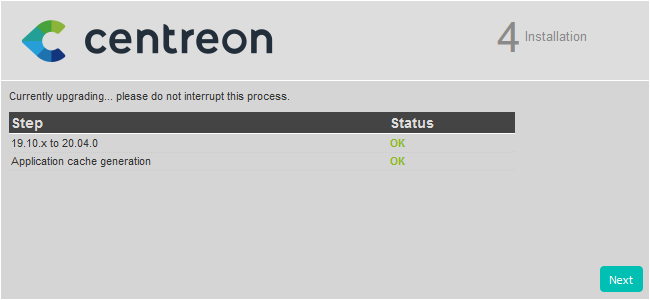 centreon
4 Installation
Currently upgrading... please do not interrupt this process.
Step Status
19.10.x to 20.04.0 OK
Application cache generation OK
Next